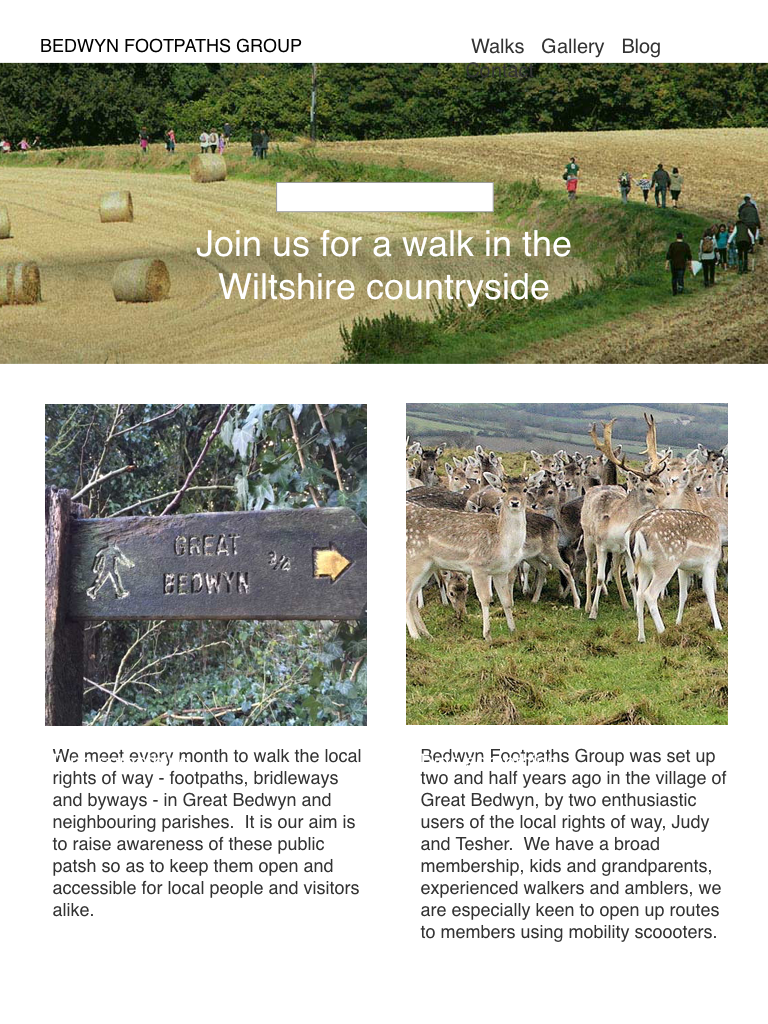 BEDWYN FOOTPATHS GROUP
Walks Gallery Blog
Join us for a walk in the
Wiltshire countryside
GREAT 3/4
BEDWYN
We meet every month to walk the local
rights of way - footpaths, bridleways
and byways - in Great Bedwyn and
neighbouring parishes.  It is our aim is
to raise awareness of these public
patsh so as to keep them open and
accessible for local people and visitors
alike.
Bedwyn Footpaths Group was set up
two and half years ago in the village of
Great Bedwyn, by two enthusiastic
users of the local rights of way, Judy
and Tesher.  We have a broad
membership, kids and grandparents,
experienced walkers and amblers, we
are especially keen to open up routes
to members using mobility scoooters.